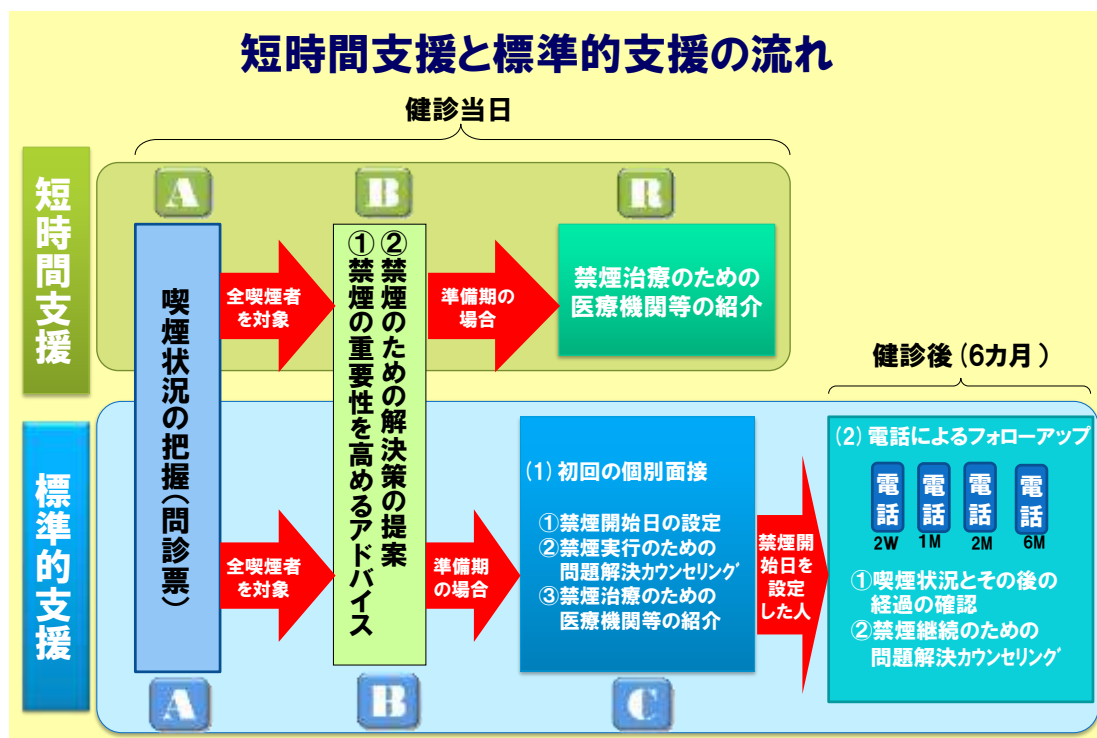 短時間支援と標準的支援の流れ
健診当日
短時間支援
A
B
R
喫煙状況の把握(問診票)
全喫煙者
を対象
①禁煙の重要性を高めるアドバイス
②禁煙のための解決策の提案
準備期の
場合
禁煙治療のための
医療機関等の紹介
健診後(6カ月)
標準的支援
全喫煙者
を対象
準備期
の場合
(1)初回の個別面接
①禁煙開始日の設定
②禁煙実行のための
問題解決カウンセリング
③禁煙治療のための
医療機関等の紹介
禁煙開
始日を
設定
した人
(2)電話によるフォローアップ
電話
電話
電話
電話
2W
1M
2M
6M
①喫煙状況とその後の
経過の確認
②禁煙継続のための
問題解決カウンセリング
A
B
C